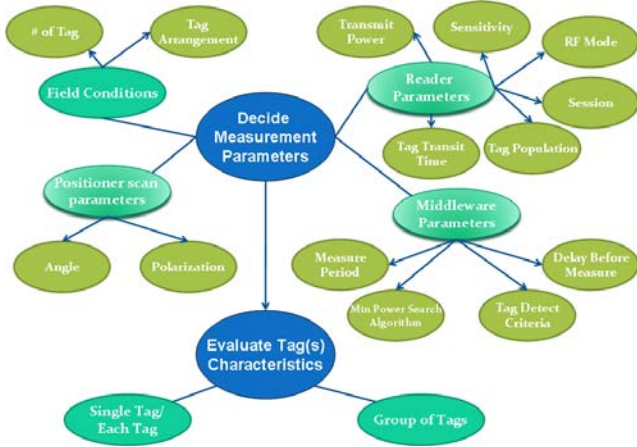 # of Tag
Tag
Arrangement
Transmit
Power
Sensitivity
RF Mode
Field Conditions
Reader
Parameters
Session
Decide
Measurement
Parameters
Tag Transit
Time
Tag Population
Positioner scan
parameters
Middleware
Parameters
Angle
Polarization
Measure
Period
Delay Before
Measure
Min Power Search
Algorithm
Tag Detect
Criteria
Evaluate Tag(s)
Characteristics
Single Tag/
Each Tag
Group of Tags